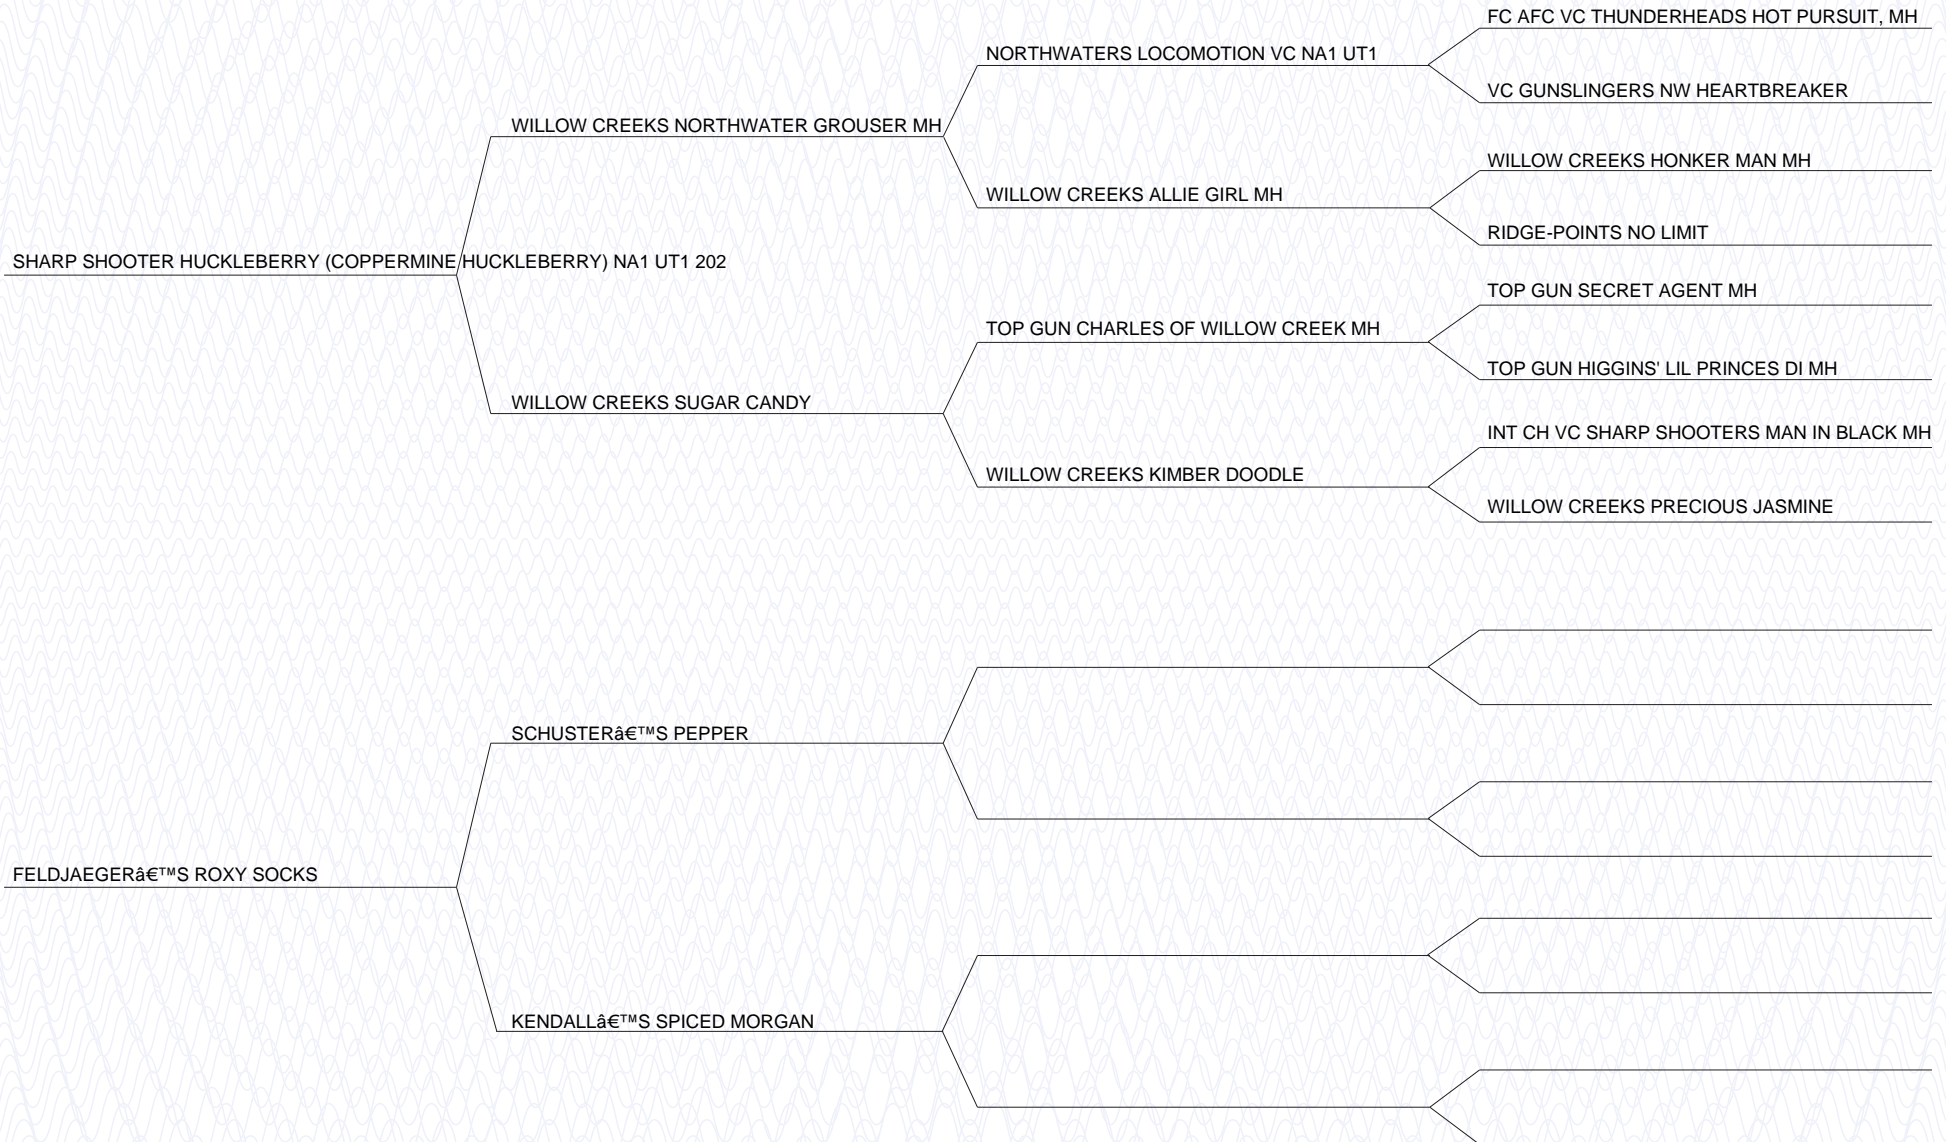 FC AFC VC THUNDERHEADS HOT PURSUIT, MH
NORTHWATERS LOCOMOTION VC NA1 UT1
VC GUNSLINGERS NW HEARTBREAKER
WILLOW CREEKS NORTHWATER GROUSER MH
WILLOW CREEKS HONKER MAN MH
WILLOW CREEKS ALLIE GIRL MH
RIDGE-POINTS NO LIMIT
SHARP SHOOTER HUCKLEBERRY (COPPERMINE HUCKLEBERRY) NA1 UT1 202
TOP GUN SECRET AGENT MH
TOP GUN CHARLES OF WILLOW CREEK MH
TOP GUN HIGGINS' LIL PRINCES DI MH
WILLOW CREEKS SUGAR CANDY
INT CH VC SHARP SHOOTERS MAN IN BLACK MH
WILLOW CREEKS KIMBER DOODLE
WILLOW CREEKS PRECIOUS JASMINE
SCHUSTERâ€™S PEPPER
FELDJAEGERâ€™S ROXY SOCKS
KENDALLâ€™S SPICED MORGAN